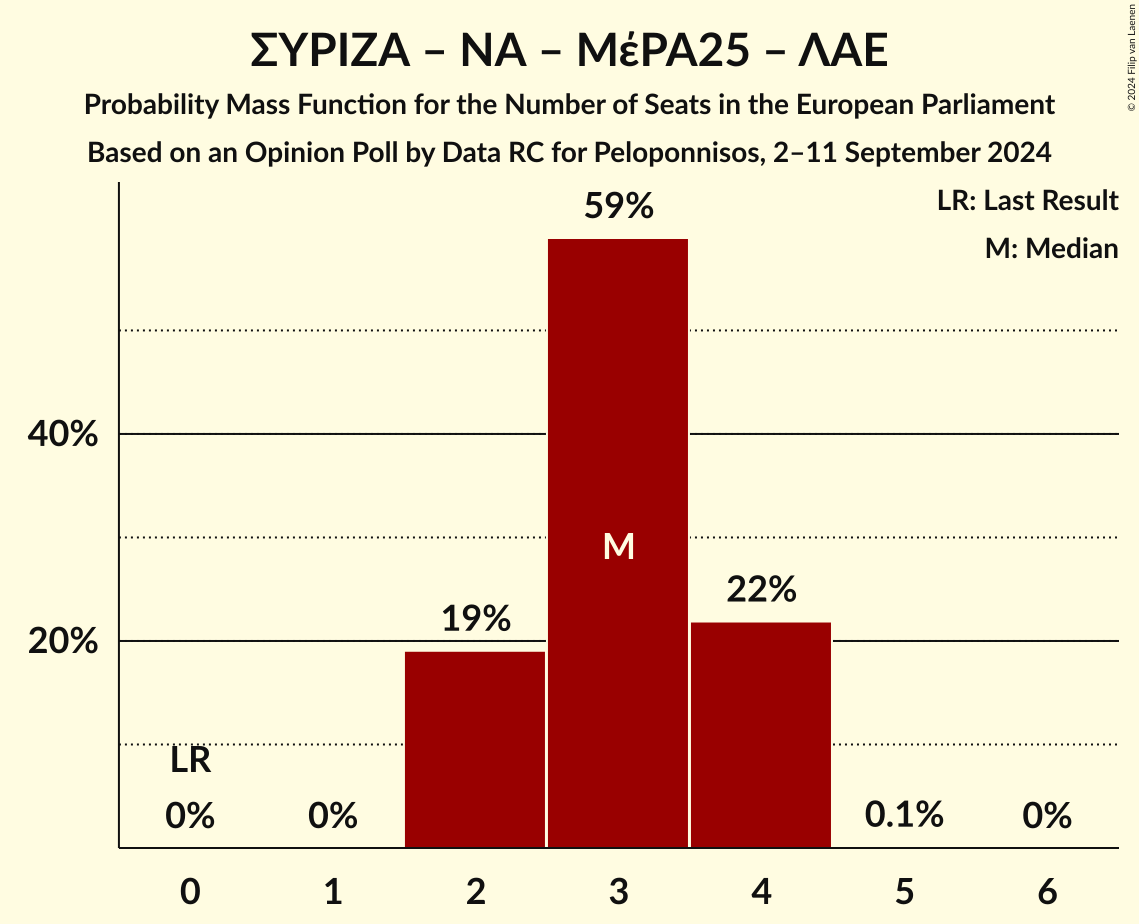 ΣΥΡΙΖΑ – ΝΑ – ΜέΡΑ25 – ΛΑΕ
Probability Mass Function for the Number of Seats in the European Parliament
Based on an Opinion Poll by Data RC for Peloponnisos, 2–11 September 2024
© 2024 Filip van Laenen
LR: Last Result
M: Median
59%
40%
M
22%
19%
20%
LR
0%
0%
0.1%
0%
0
1
2
3
4
5
6